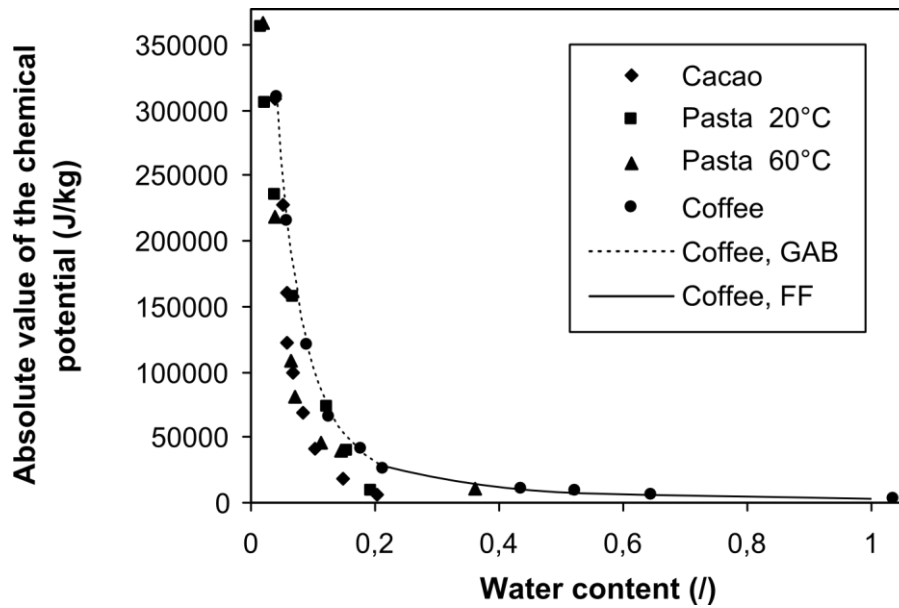 Absolute value of the chemical
potential (J/kg)
350000
300000
250000
200000
150000
100000
50000
0
Cacao
Pasta 20°C
Pasta 60°C
Coffee
Coffee, GAB
Coffee, FF
0 0,2 0,4 0,6 0,8 1
Water content (/)